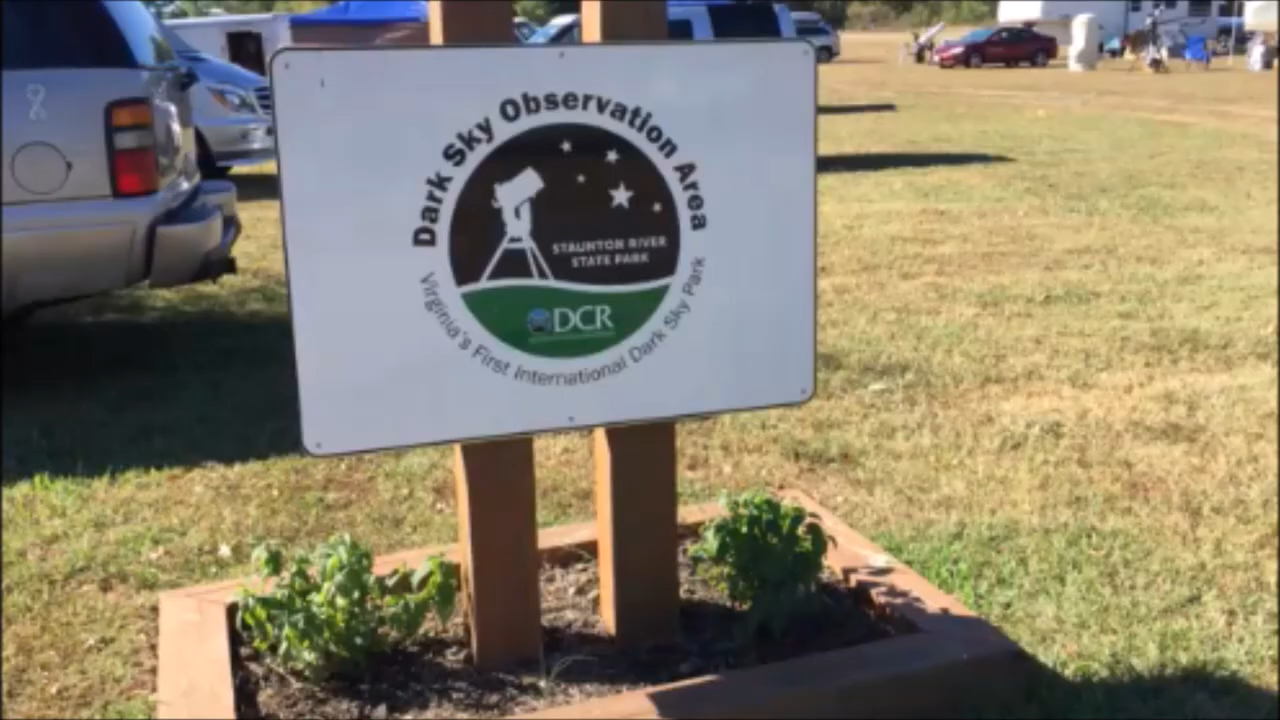 Dark Sky Observation Area
STAUNTON RIVER
STATE PARK
DCR
Virginia's First International Dark Sky Park